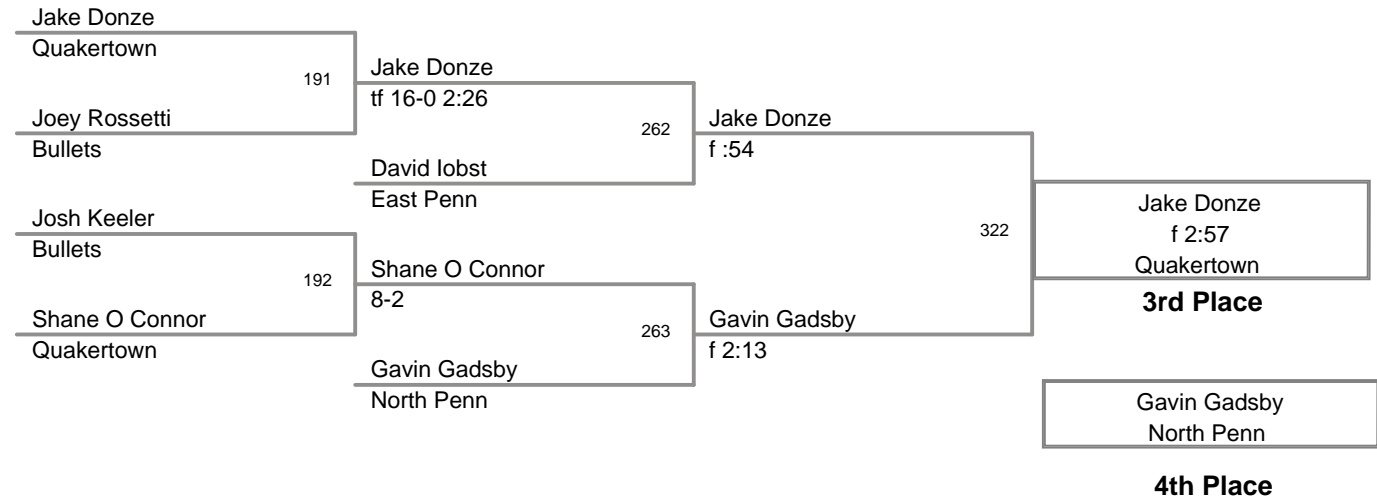 Jake Donze
Quakertown
191
Joey Rossetti
Bullets
Josh Keeler
Bullets
192
Shane O Connor
Quakertown
Jake Donze
tf 16-0 2:26
262
David Iobst
East Penn
Shane O Connor
8-2
263
Gavin Gadsby
North Penn
Jake Donze
f :54
322
Gavin Gadsby
f 2:13
Jake Donze
f 2:57
Quakertown
3rd Place
Gavin Gadsby
North Penn
4th Place